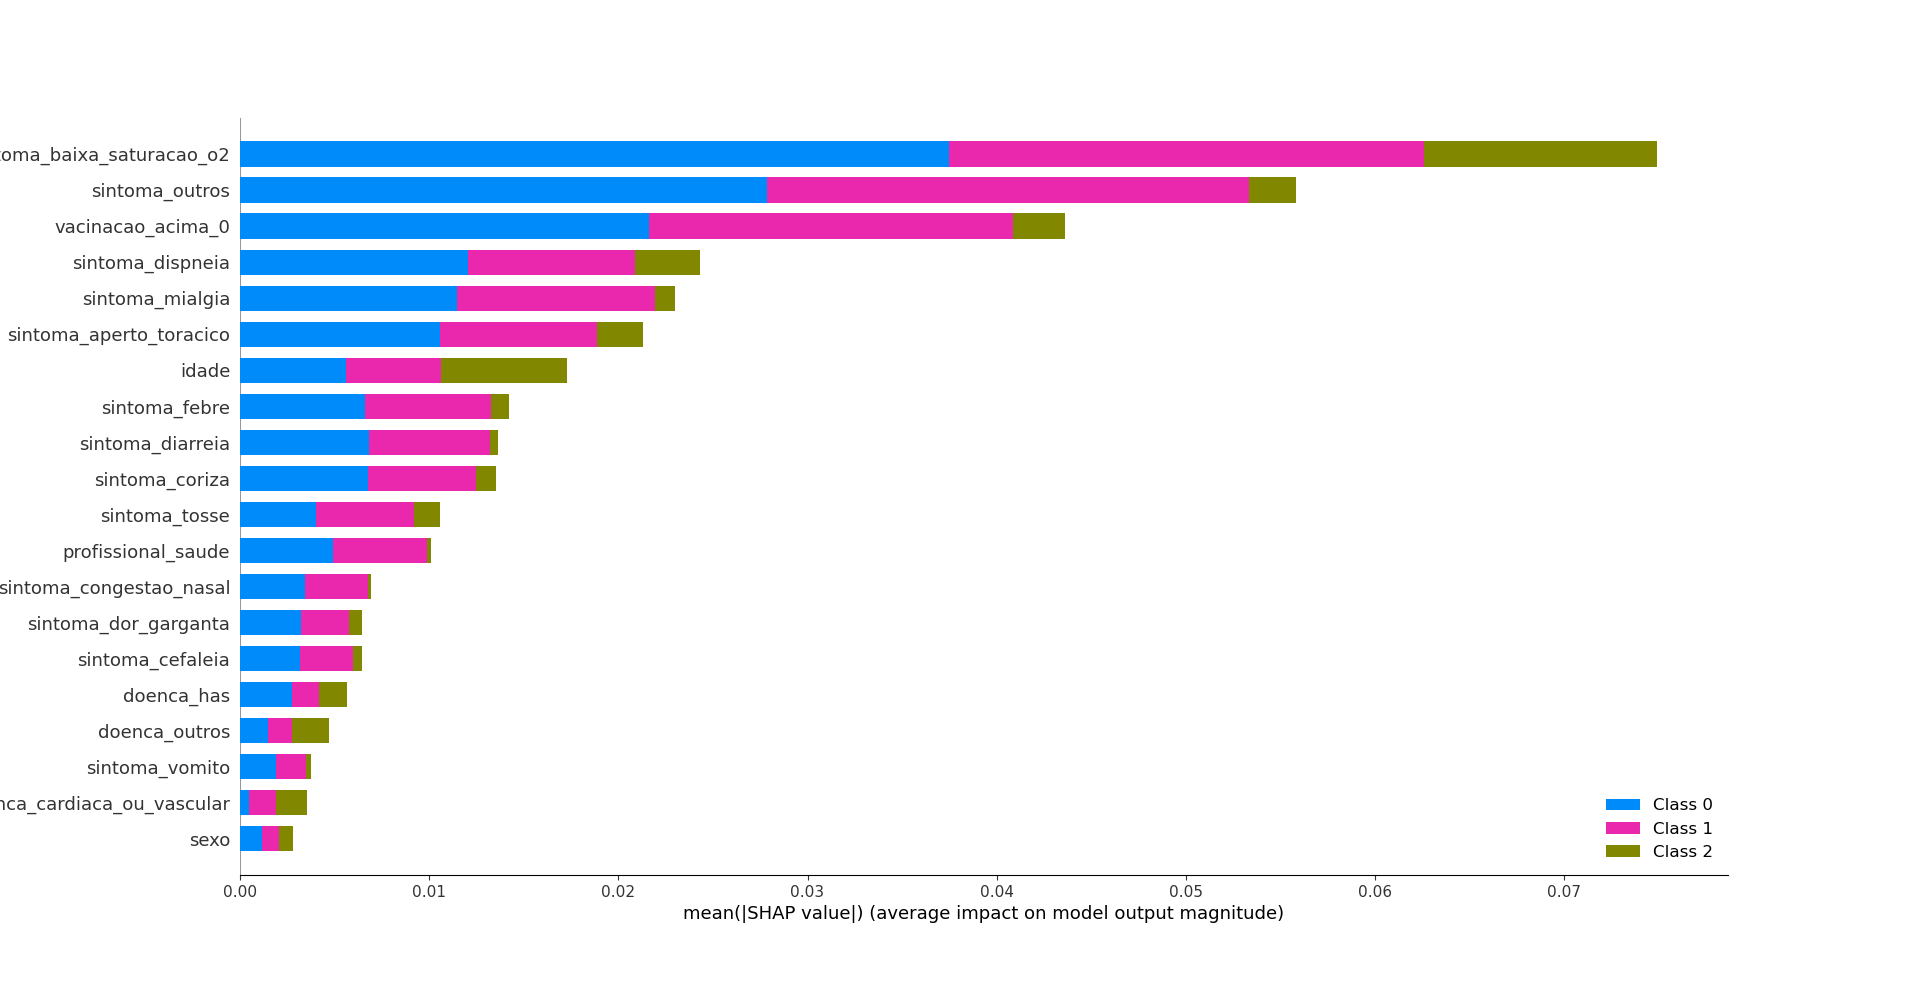 toma_baixa_saturacao_o2
sintoma_outros
vacinacao_acima_0
sintoma_dispneia
sintoma_mialgia
sintoma_aperto_toracico
idade
sintoma_febre
sintoma_diarreia
sintoma_coriza
sintoma_tosse
profissional_saude
sintoma_congestao_nasal
sintoma_dor_garganta
sintoma_cefaleia
doenca_has
doenca_outros
sintoma_vomito
nca_cardiaca_ou_vascular
sexo
Class 0
Class 1
Class 2
0.00 0.01 0.02 0.03 0.04 0.05 0.06 0.07
mean(|SHAP value|) (average impact on model output magnitude)